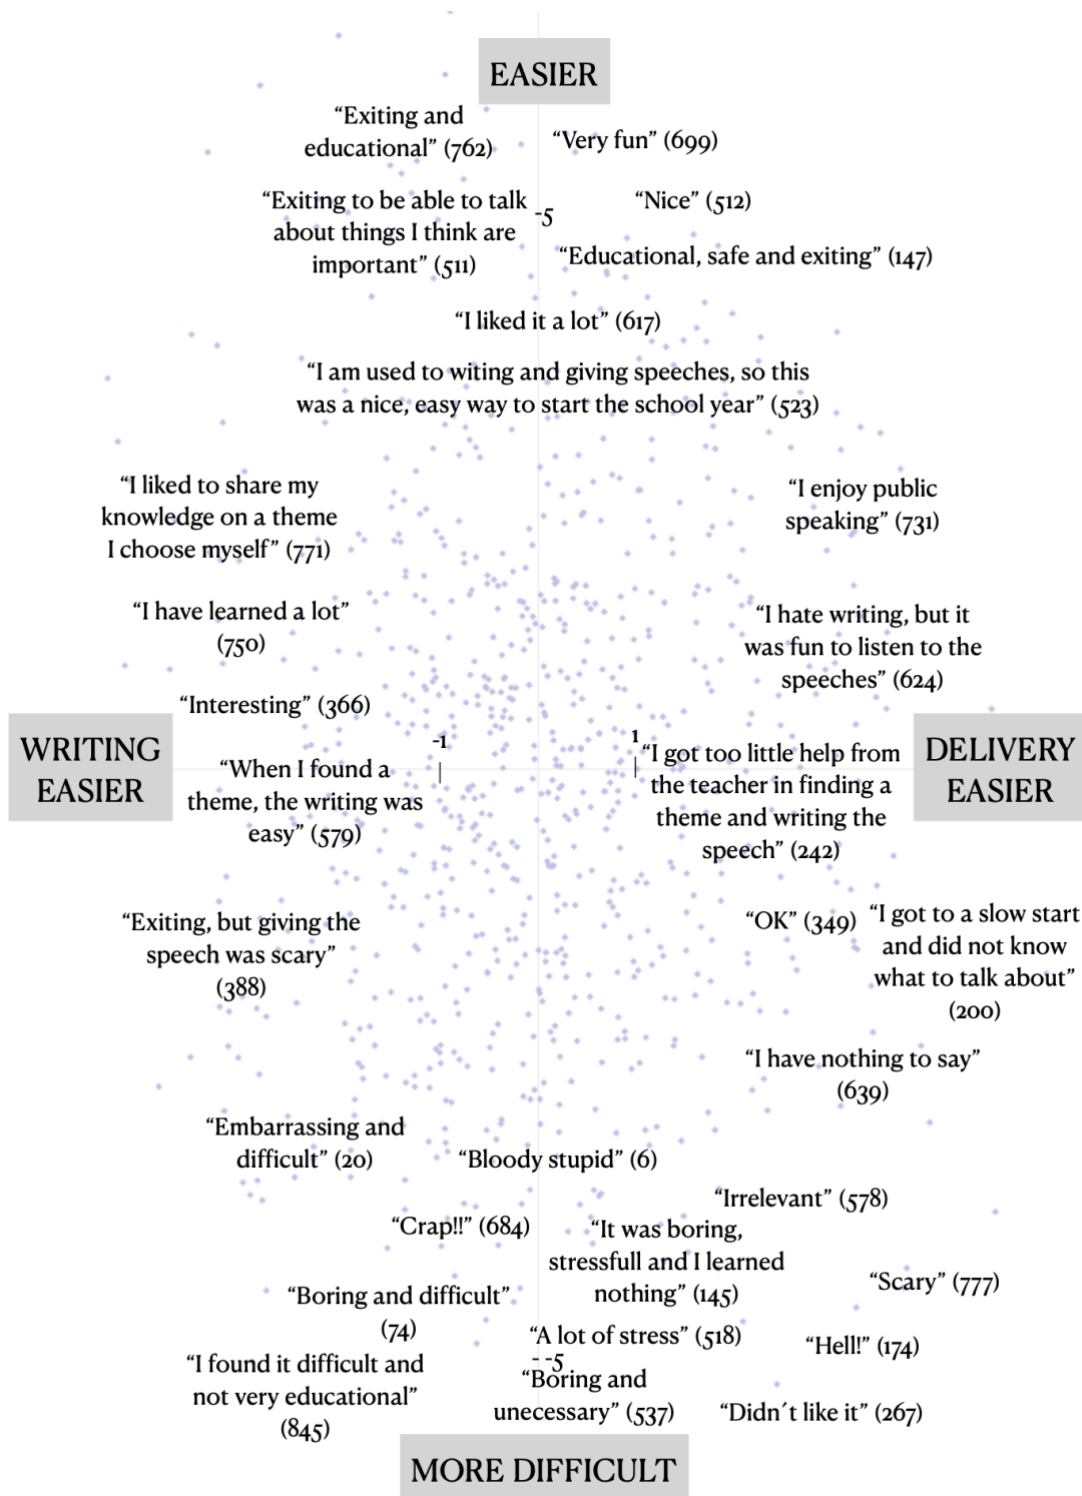 EASIER
“Exiting and
educational” (762)
“Very fun” (699)
“Exiting to be able to talk
about things I think are
important” (511)
-5
“Nice” (512)
“Educational, safe and exiting” (147)
“I liked it a lot” (617)
“I am used to witing and giving speeches, so this
was a nice, easy way to start the school year” (523)
“I liked to share my
knowledge on a theme
I choose myself” (771)
“I enjoy public
speaking” (731)
“I have learned a lot”
(750)
“I hate writing, but it
was fun to listen to the
speeches” (624)
“Interesting” (366)
WRITING
EASIER
-1
1
“When I found a
theme, the writing was
easy” (579)
“I got too little help from
the teacher in finding a
theme and writing the
speech” (242)
DELIVERY
EASIER
“Exiting, but giving the
speech was scary”
(388)
“OK” (349)
“I got to a slow start
and did not know
what to talk about”
(200)
“I have nothing to say”
(639)
“Embarrassing and
difficult” (20)
“Bloody stupid” (6)
“Irrelevant” (578)
“Crap!!” (684)
“It was boring,
stressfull and I learned
nothing” (145)
“Scary” (777)
“Boring and difficult”
(74)
“A lot of stress” (518)
“Hell!” (174)
- -5
“I found it difficult and
not very educational”
(845)
“Boring and
unecessary” (537)
“Didn´t like it” (267)
MORE DIFFICULT